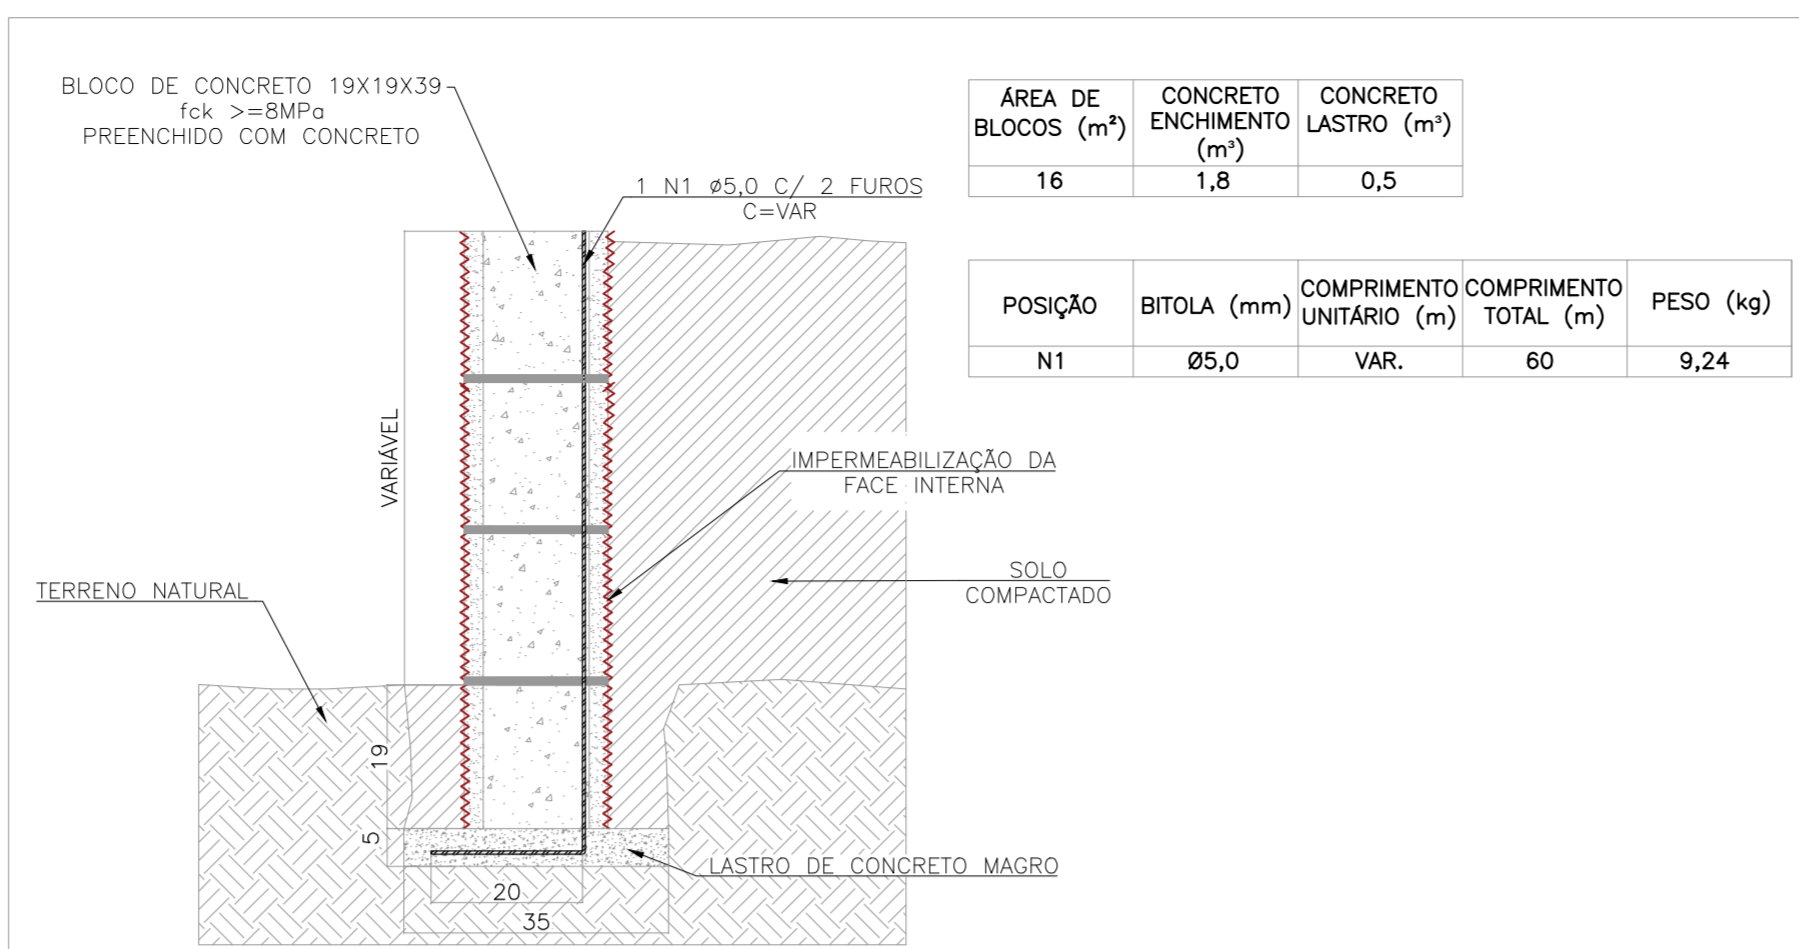 BLOCO DE CONCRETO 19X19X39
fck >=8MPa
PREENCHIDO COM CONCRETO
1 N1 ø5,0 C/ 2 FUROS
C=VAR
ÁREA DE BLOCOS (m²) CONCRETO ENCHIMENTO (m³) CONCRETO LASTRO (m³)
16 1,8 0,5
POSIÇÃO BITOLA (mm) COMPRIMENTO UNITÁRIO (m) COMPRIMENTO TOTAL (m) PESO (kg)
N1 Ø5,0 VAR. 60 9,24
VARIÁVEL
IMPERMEABILIZAÇÃO DA
FACE INTERNA
SOLO
COMPACTADO
TERRENO NATURAL
19
5
LASTRO DE CONCRETO MAGRO
20
35